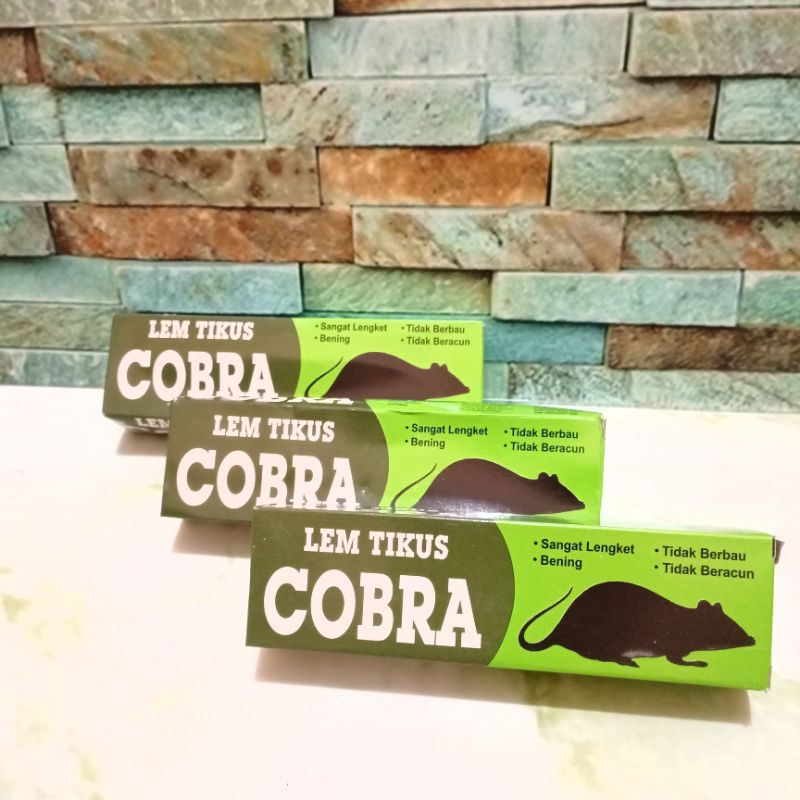 LEM TIKUS
COBRA
• Sangat Lengket
• Bening
• Tidak Berbau
• Tidak Beracun
LEM TIKUS
COBRA
• Sangat Lengket
• Bening
• Tidak Berbau
• Tidak Beracun
LEM TIKUS
COBRA
• Sangat Lengket
• Bening
• Tidak Berbau
• Tidak Beracun